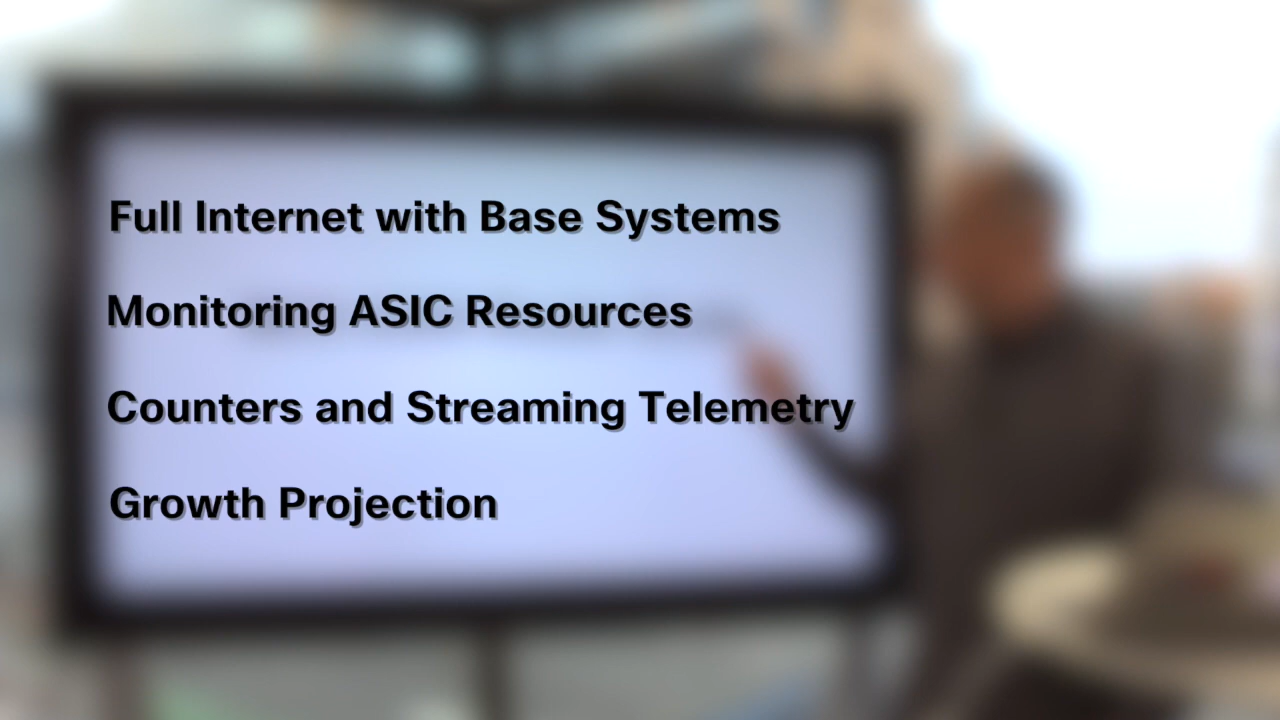 Full Internet with Base Systems
Monitoring ASIC Resources
Counters and Streaming Telemetry
Growth Projection